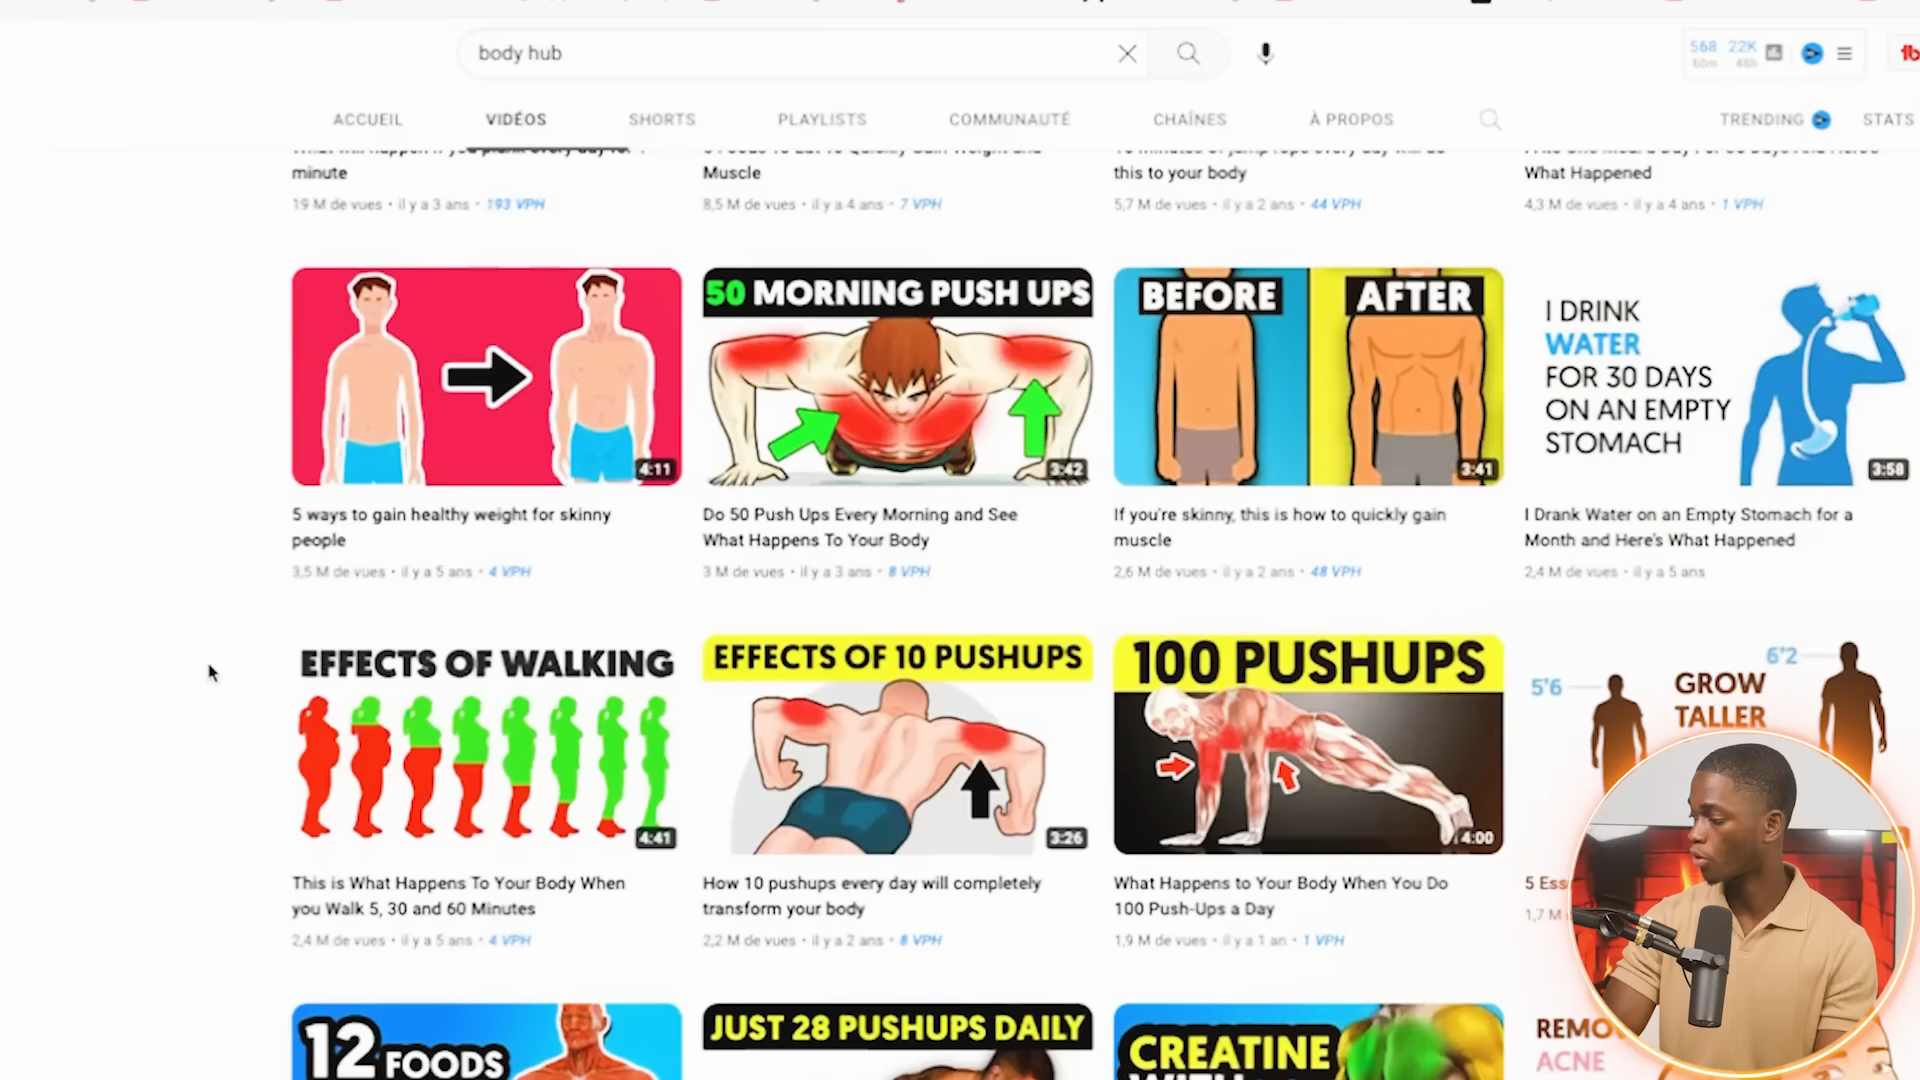 body hub
568 22K
60m 48h
ACCUEIL VIDÉOS SHORTS PLAYLISTS COMMUNAUTÉ CHAÎNES À PROPOS TRENDING STATS
minute
19 M de vues • il y a 3 ans • 193 VPH
Muscle
8,5 M de vues • il y a 4 ans • 7 VPH
this to your body
5,7 M de vues • il y a 2 ans • 44 VPH
What Happened
4,3 M de vues • il y a 4 ans • 1 VPH
4:11
50 MORNING PUSH UPS
3:42
BEFORE AFTER
3:41
I DRINK
WATER
FOR 30 DAYS
ON AN EMPTY
STOMACH
3:58
5 ways to gain healthy weight for skinny
people
3,5 M de vues • il y a 5 ans • 4 VPH
Do 50 Push Ups Every Morning and See
What Happens To Your Body
3 M de vues • il y a 3 ans • 8 VPH
If you're skinny, this is how to quickly gain
muscle
2,6 M de vues • il y a 2 ans • 48 VPH
I Drank Water on an Empty Stomach for a
Month and Here's What Happened
2,4 M de vues • il y a 5 ans
EFFECTS OF WALKING
4:41
EFFECTS OF 10 PUSHUPS
3:26
100 PUSHUPS
4:00
6'2
5'6
GROW
TALLER
This is What Happens To Your Body When
you Walk 5, 30 and 60 Minutes
2,4 M de vues • il y a 5 ans • 4 VPH
How 10 pushups every day will completely
transform your body
2,2 M de vues • il y a 2 ans • 8 VPH
What Happens to Your Body When You Do
100 Push-Ups a Day
1,9 M de vues • il y a 1 an • 1 VPH
5 Ess
1,7 M
12 FOODS
JUST 28 PUSHUPS DAILY
CREATINE
REMO
ACNE